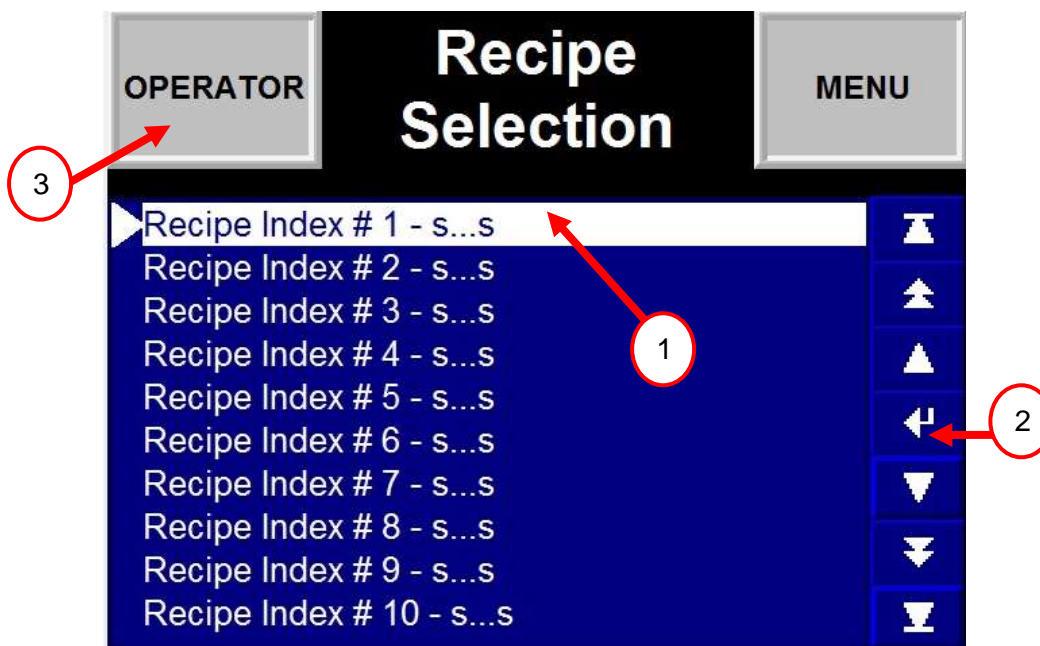 OPERATOR
Recipe
Selection
MENU
3
Recipe Index # 1 - s...s
Recipe Index # 2 - s...s
Recipe Index # 3 - s...s
Recipe Index # 4 - s...s
1
Recipe Index # 5 - s...s
2
Recipe Index # 6 - s...s
Recipe Index # 7 - s...s
Recipe Index # 8 - s...s
Recipe Index # 9 - s...s
Recipe Index # 10 - s...s